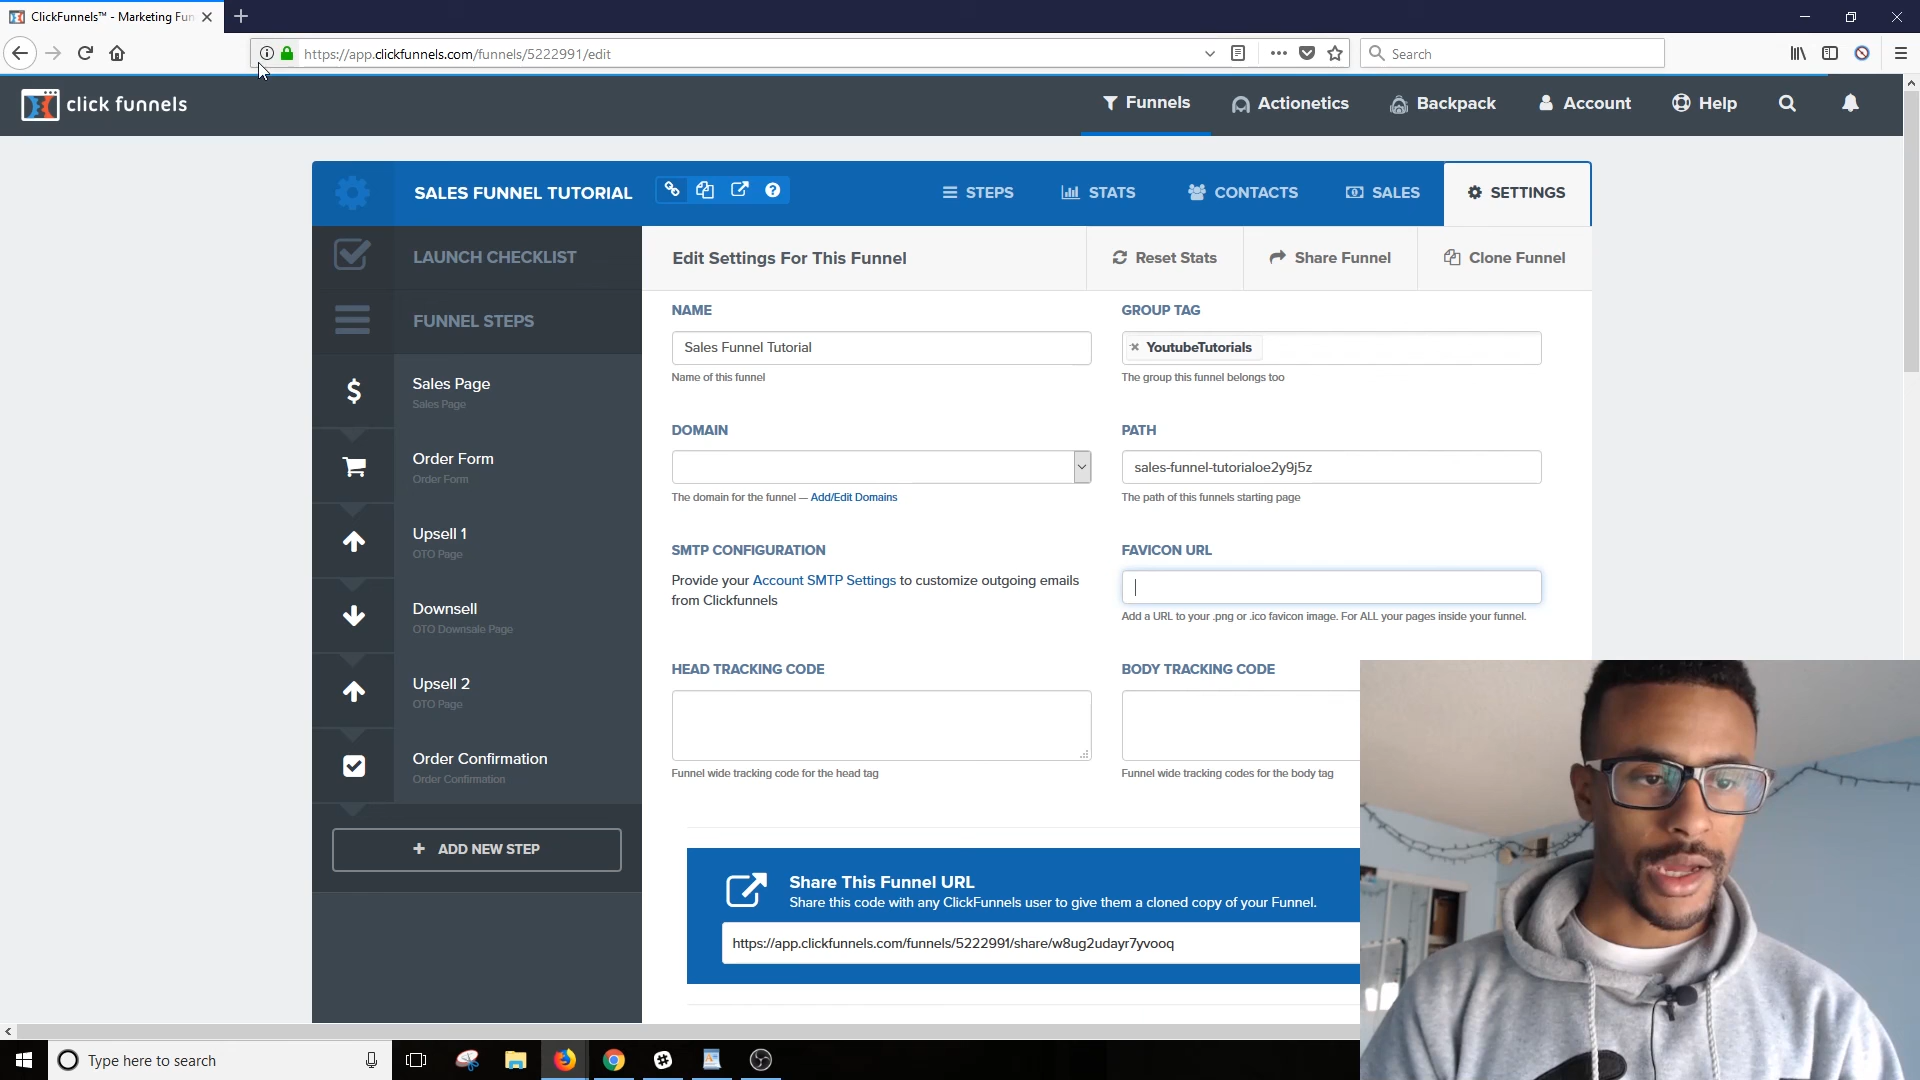 ClickFunnels™ - Marketing Fun
https://app.clickfunnels.com/funnels/5222991/edit
Search
click funnels
Funnels
Actionetics
Backpack
Account
Help
SALES FUNNEL TUTORIAL
STEPS
STATS
CONTACTS
SALES
SETTINGS
LAUNCH CHECKLIST
FUNNEL STEPS
Sales Page
Sales Page
Order Form
Order Form
Upsell 1
OTO Page
Downsell
OTO Downsale Page
Upsell 2
OTO Page
Order Confirmation
Order Confirmation
+ ADD NEW STEP
Edit Settings For This Funnel
Reset Stats
Share Funnel
Clone Funnel
NAME
Sales Funnel Tutorial
Name of this funnel
GROUP TAG
× YoutubeTutorials
The group this funnel belongs too
DOMAIN
The domain for the funnel — Add/Edit Domains
PATH
sales-funnel-tutorialoe2y9j5z
The path of this funnels starting page
SMTP CONFIGURATION
Provide your Account SMTP Settings to customize outgoing emails
from Clickfunnels
FAVICON URL
Add a URL to your .png or .ico favicon image. For ALL your pages inside your funnel.
HEAD TRACKING CODE
Funnel wide tracking code for the head tag
BODY TRACKING CODE
Funnel wide tracking codes for the body tag
Share This Funnel URL
Share this code with any ClickFunnels user to give them a cloned copy of your Funnel.
https://app.clickfunnels.com/funnels/5222991/share/w8ug2udayr7yvooq
Type here to search